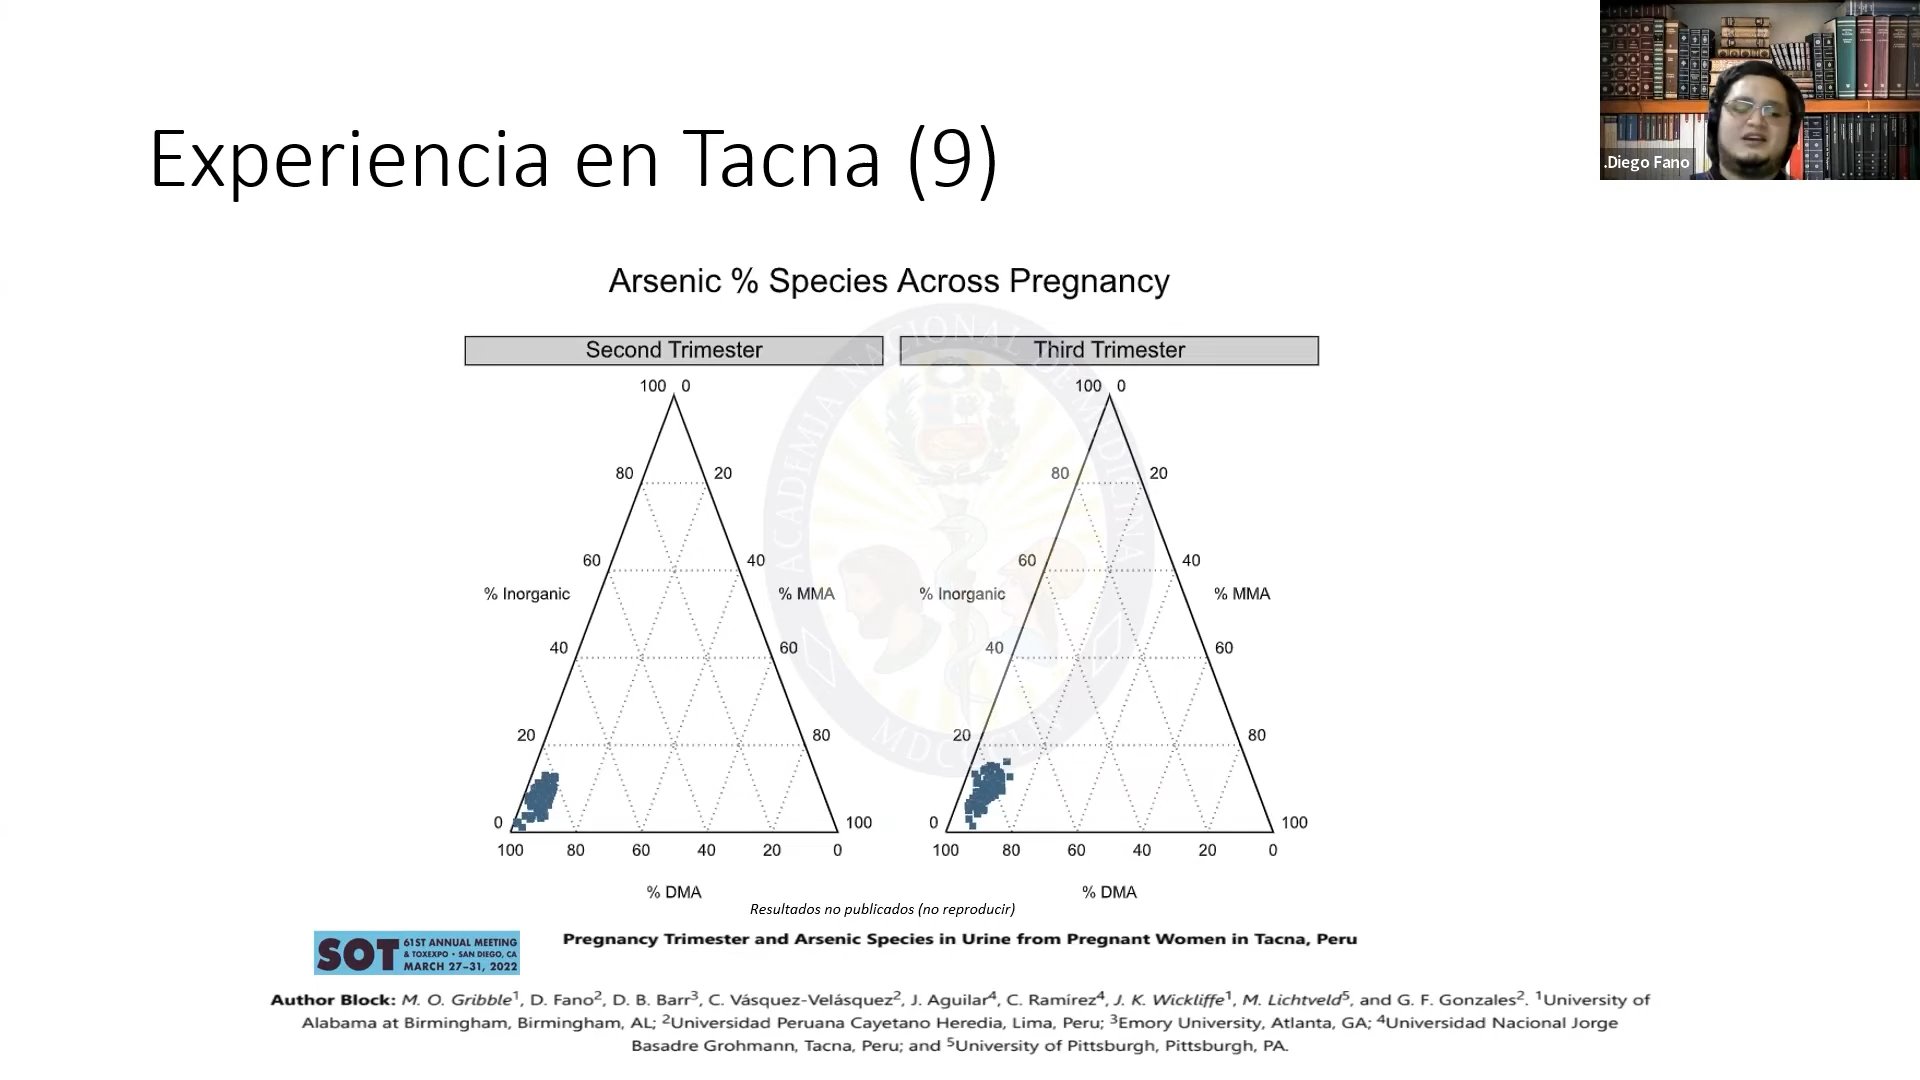 Experiencia en Tacna (9)
.Diego Fano
Arsenic % Species Across Pregnancy
Second Trimester
Third Trimester
100 0
80 20
60 40
% Inorganic % MMA
40 60
20 80
0 100
100 80 60 40 20 0
% DMA
100 0
80 20
60 40
% Inorganic % MMA
40 60
20 80
0 100
100 80 60 40 20 0
% DMA
ACADEMIA NACIONAL DE MEDICINA
Resultados no publicados (no reproducir)
SOT
61ST ANNUAL MEETING
& TOXEXPO • SAN DIEGO, CA
MARCH 27–31, 2022
Pregnancy Trimester and Arsenic Species in Urine from Pregnant Women in Tacna, Peru
Author Block: M. O. Gribble¹, D. Fano², D. B. Barr³, C. Vásquez-Velásquez², J. Aguilar⁴, C. Ramírez⁴, J. K. Wickliffe¹, M. Lichtveld⁵, and G. F. Gonzales². ¹University of
Alabama at Birmingham, Birmingham, AL; ²Universidad Peruana Cayetano Heredia, Lima, Peru; ³Emory University, Atlanta, GA; ⁴Universidad Nacional Jorge
Basadre Grohmann, Tacna, Peru; and ⁵University of Pittsburgh, Pittsburgh, PA.